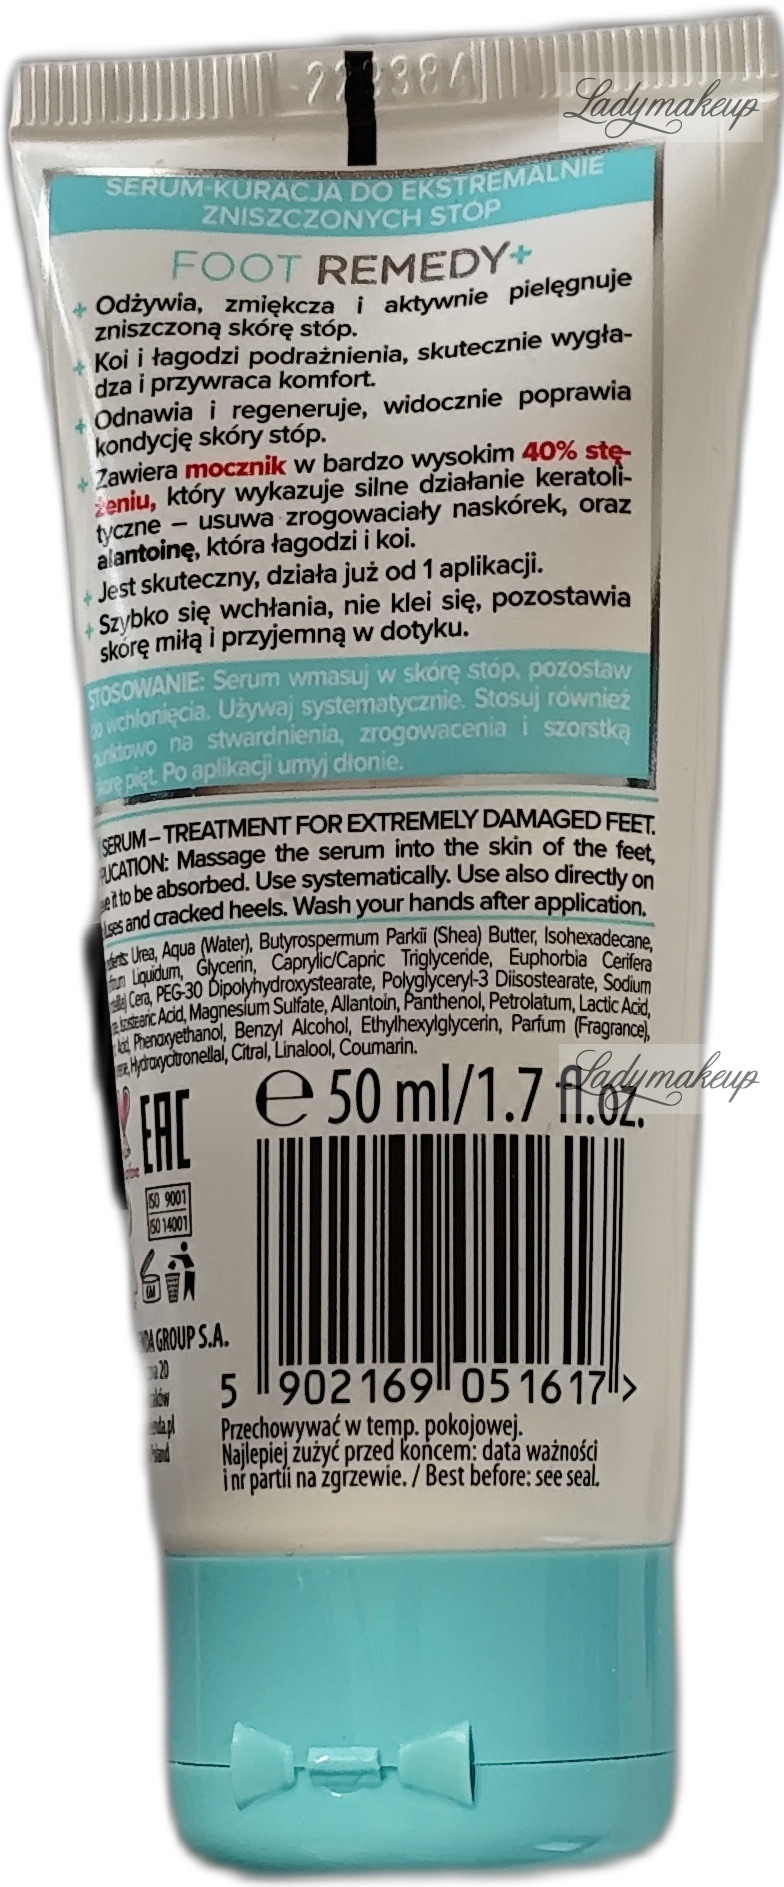 Ladymakeup
SERUM-KURACJA DO EKSTREMALNIE
ZNISZCZONYCH STÓP
FOOT REMEDY+
+ Odżywia, zmiękcza i aktywnie pielęgnuje
zniszczoną skórę stóp.
+ Koi i łagodzi podrażnienia, skutecznie wygła-
dza i przywraca komfort.
+ Odnawia i regeneruje, widocznie poprawia
kondycję skóry stóp.
+ Zawiera mocznik w bardzo wysokim 40% stę-
żeniu, który wykazuje silne działanie keratoli-
tyczne – usuwa zrogowaciały naskórek, oraz
alantoinę, która łagodzi i koi.
+ Jest skuteczny, działa już od 1 aplikacji.
+ Szybko się wchłania, nie klei się, pozostawia
skórę miłą i przyjemną w dotyku.
STOSOWANIE: Serum wmasuj w skórę stóp, pozostaw
do wchłonięcia. Używaj systematycznie. Stosuj również
punktowo na stwardnienia, zrogowacenia i szorstką
skórę pięt. Po aplikacji umyj dłonie.
SERUM – TREATMENT FOR EXTREMELY DAMAGED FEET.
Massage the serum into the skin of the feet,
it to be absorbed. Use systematically. Use also directly on
and cracked heels. Wash your hands after application.
Urea, Aqua (Water), Butyrospermum Parkii (Shea) Butter, Isohexadecane,
Liquidum, Glycerin, Caprylic/Capric Triglyceride, Euphorbia Cerifera
Cera, PEG-30 Dipolyhydroxystearate, Polyglyceryl-3 Diisostearate, Sodium
Isostearic Acid, Magnesium Sulfate, Allantoin, Panthenol, Petrolatum, Lactic Acid,
Acid, Phenoxyethanol, Benzyl Alcohol, Ethylhexylglycerin, Parfum (Fragrance),
Hydroxycitronellal, Citral, Linalool, Coumarin.
Ladymakeup
e 50 ml/1.7 fl.oz.
EAC
ISO 9001
ISO 14001
GROUP S.A.
20
5 902169 051617 >
Przechowywać w temp. pokojowej.
Najlepiej zużyć przed końcem: data ważności
i nr partii na zgrzewie. / Best before: see seal.